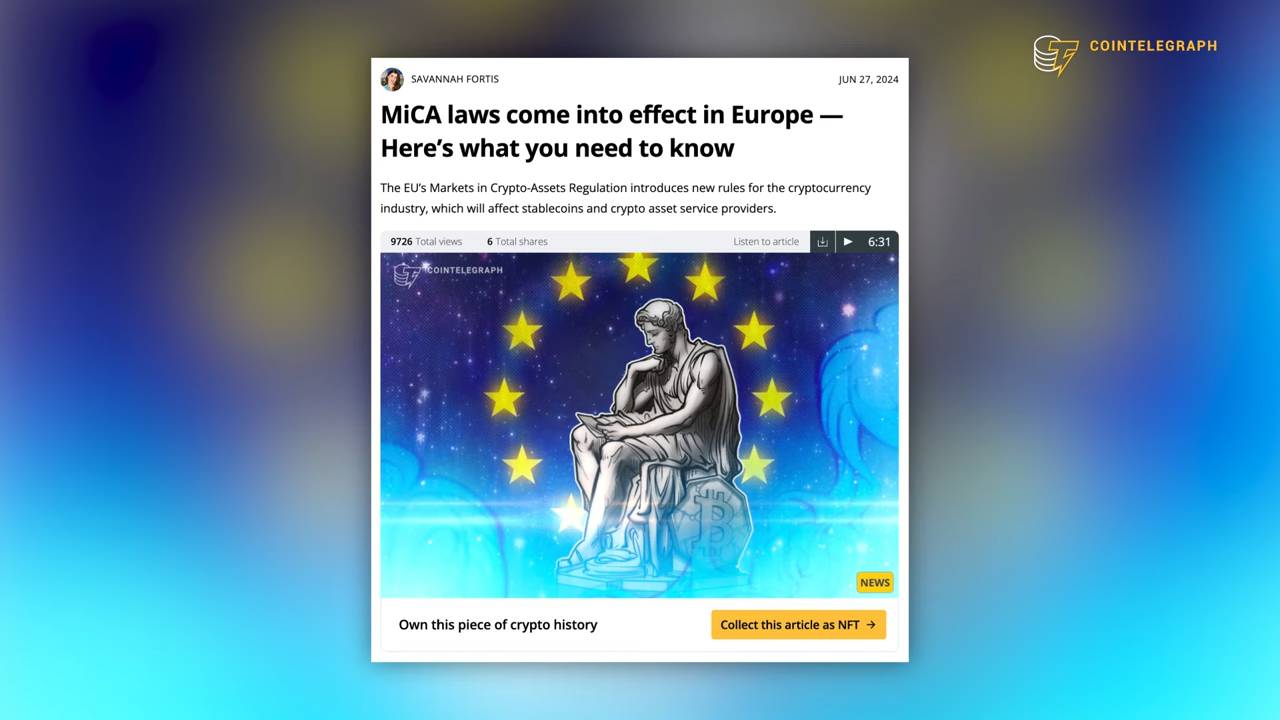 COINTELEGRAPH
SAVANNAH FORTIS
JUN 27, 2024
MiCA laws come into effect in Europe —
Here's what you need to know
The EU's Markets in Crypto-Assets Regulation introduces new rules for the cryptocurrency
industry, which will affect stablecoins and crypto asset service providers.
9726 Total views 6 Total shares Listen to article 6:31
COINTELEGRAPH
NEWS
Own this piece of crypto history
Collect this article as NFT →